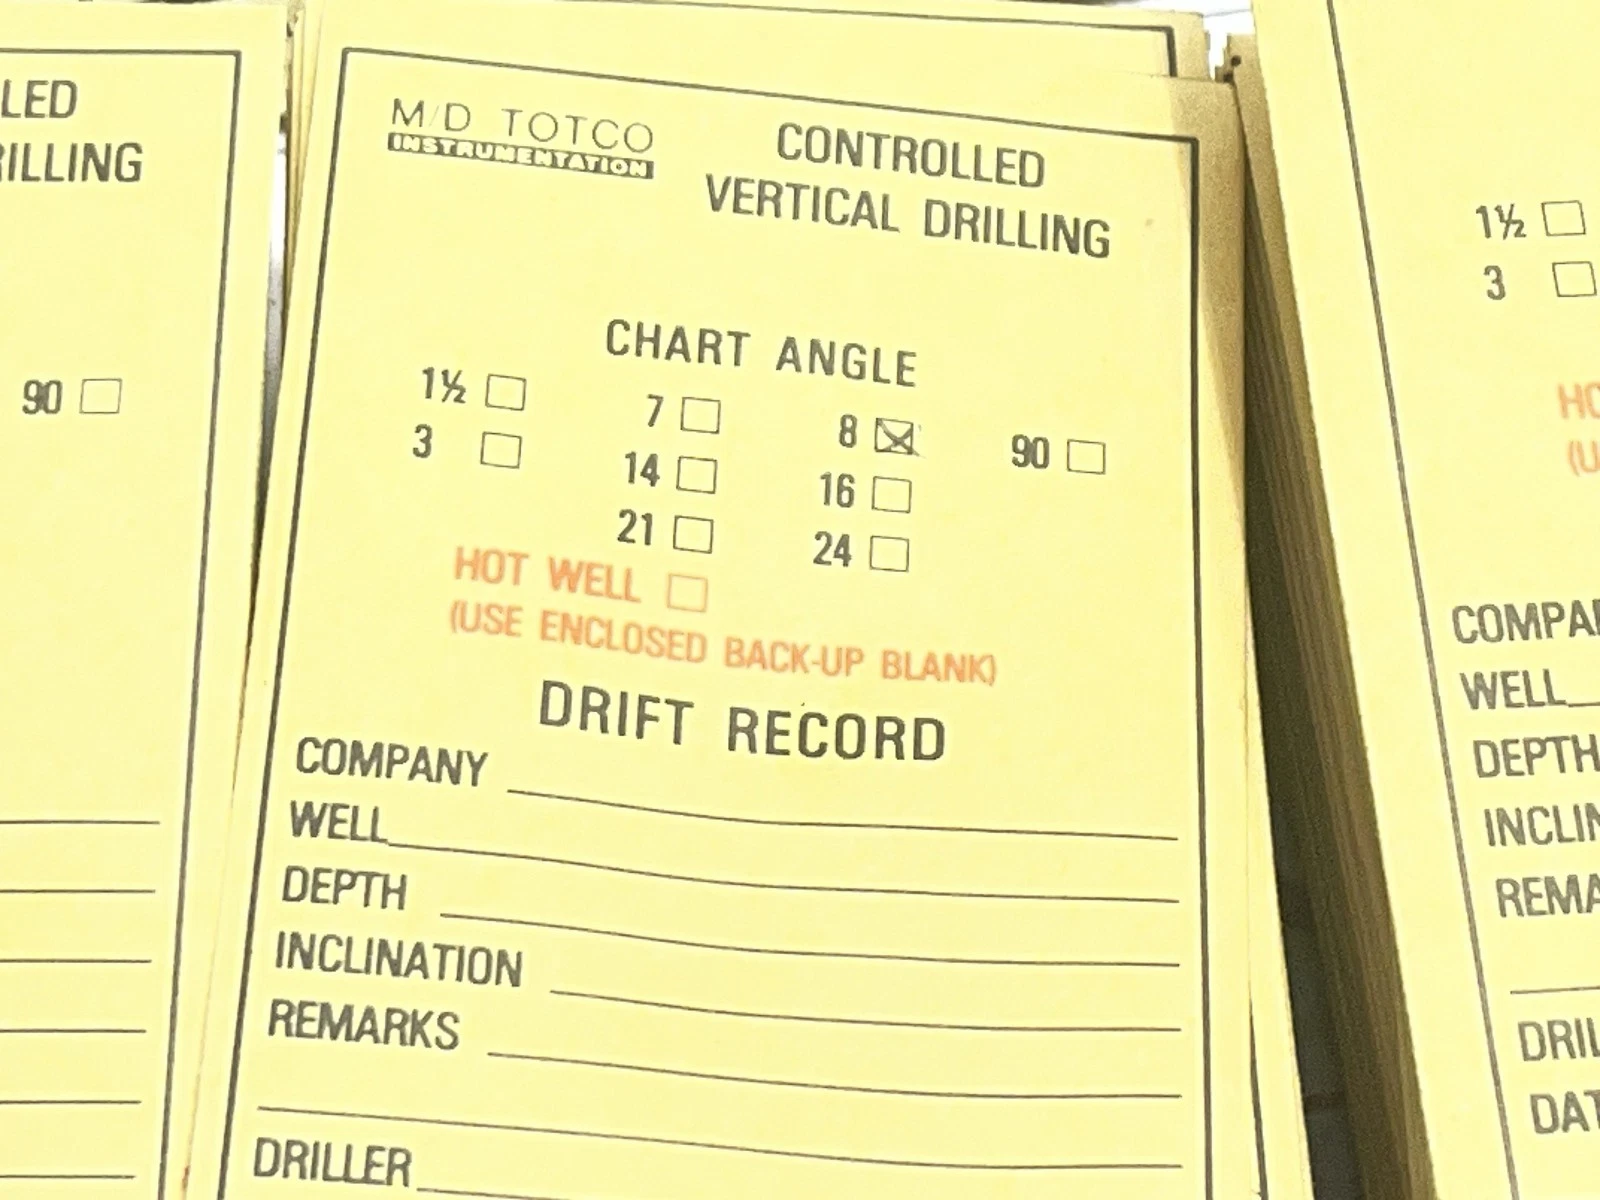 LED
RILLING
90
M/D TOTCO
INSTRUMENTATION
CONTROLLED
VERTICAL DRILLING
CHART ANGLE
1½ 7 8 90
3 14 16
21 24
HOT WELL
(USE ENCLOSED BACK-UP BLANK)
DRIFT RECORD
COMPANY
WELL
DEPTH
INCLINATION
REMARKS
DRILLER
1½
3
HO
(U
COMPA
WELL
DEPTH
INCLIN
REMA
DRIL
DAT